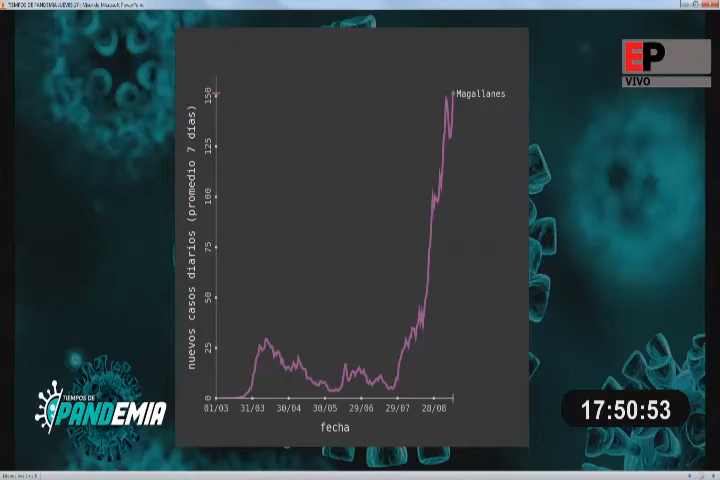 TIEMPOS DE PANDEMIA JUEVES 17 - Visor de Microsoft PowerPoint
EP
VIVO
Magallanes
nuevos casos diarios (promedio 7 días)
150
125
100
75
50
25
0
01/03 31/03 30/04 30/05 29/06 29/07 28/08
fecha
TIEMPOS DE
PANDEMIA
17:50:53